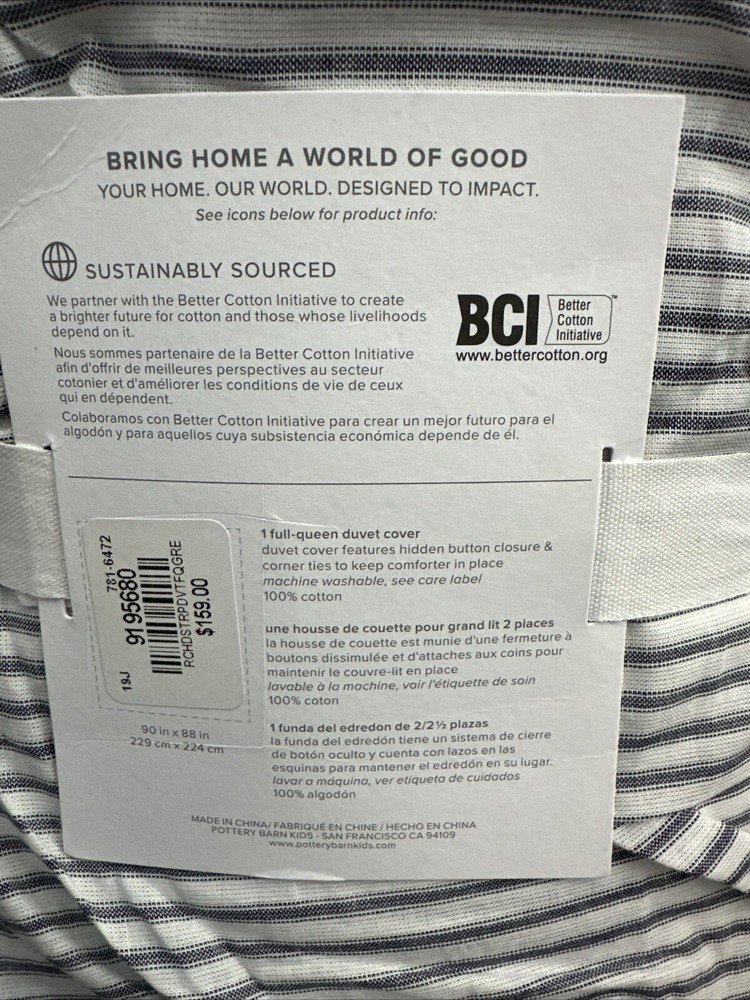 BRING HOME A WORLD OF GOOD
YOUR HOME. OUR WORLD. DESIGNED TO IMPACT.
See icons below for product info:
SUSTAINABLY SOURCED
We partner with the Better Cotton Initiative to create
a brighter future for cotton and those whose livelihoods
depend on it.
Nous sommes partenaire de la Better Cotton Initiative
afin d'offrir de meilleures perspectives au secteur
cotonier et d'améliorer les conditions de vie de ceux
qui en dépendent.
Colaboramos con Better Cotton Initiative para crear un mejor futuro para el
algodón y para aquellos cuya subsistencia económica depende de él.
BCI
Better
Cotton
Initiative™
www.bettercotton.org
781-6472
19J 9195680
RCHDSTRPDVTFQGRE
$159.00
90 in x 88 in
229 cm x 224 cm
1 full-queen duvet cover
duvet cover features hidden button closure &
corner ties to keep comforter in place
machine washable, see care label
100% cotton
une housse de couette pour grand lit 2 places
la housse de couette est munie d'une fermeture à
boutons dissimulée et d'attaches aux coins pour
maintenir le couvre-lit en place
lavable à la machine, voir l'étiquette de soin
100% coton
1 funda del edredon de 2/2½ plazas
la funda del edredón tiene un sistema de cierre
de botón oculto y cuenta con lazos en las
esquinas para mantener el edredón en su lugar.
lavar a máquina, ver etiqueta de cuidados
100% algodón
MADE IN CHINA/ FABRIQUÉ EN CHINE / HECHO EN CHINA
POTTERY BARN KIDS - SAN FRANCISCO CA 94109
www.potterybarnkids.com